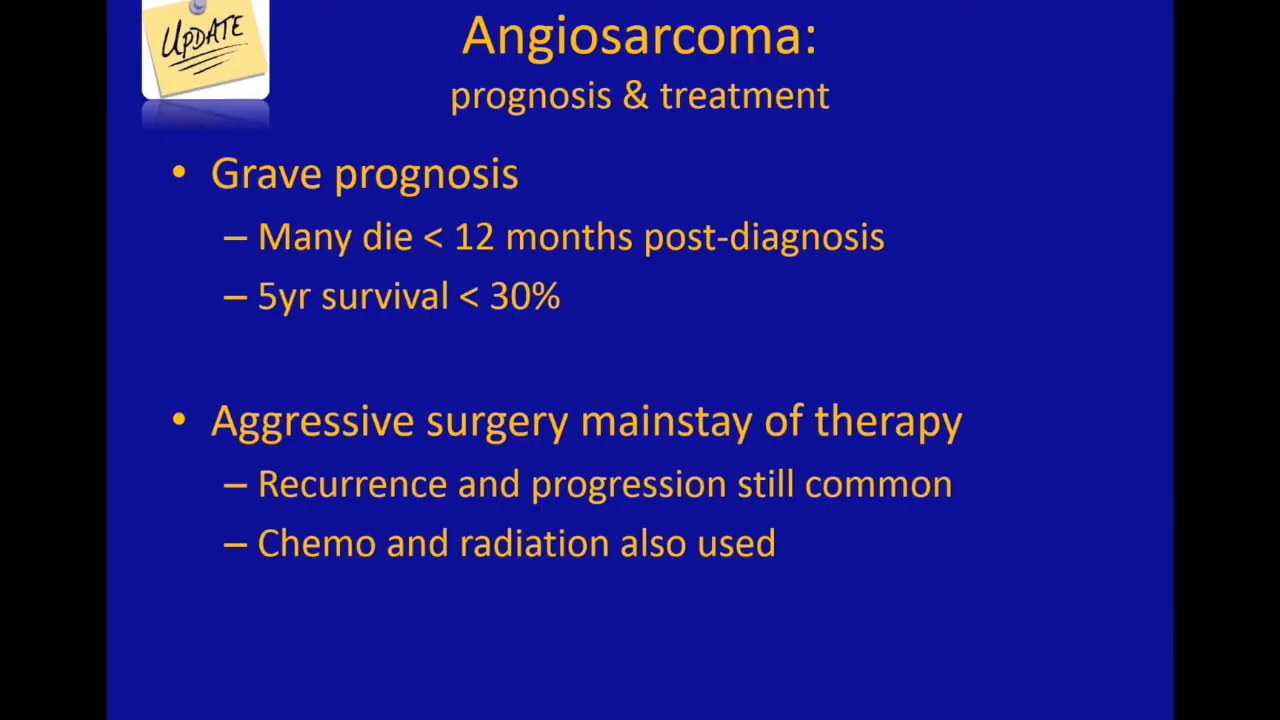 UPDATE
Angiosarcoma:
prognosis & treatment
• Grave prognosis
– Many die < 12 months post-diagnosis
– 5yr survival < 30%
• Aggressive surgery mainstay of therapy
– Recurrence and progression still common
– Chemo and radiation also used